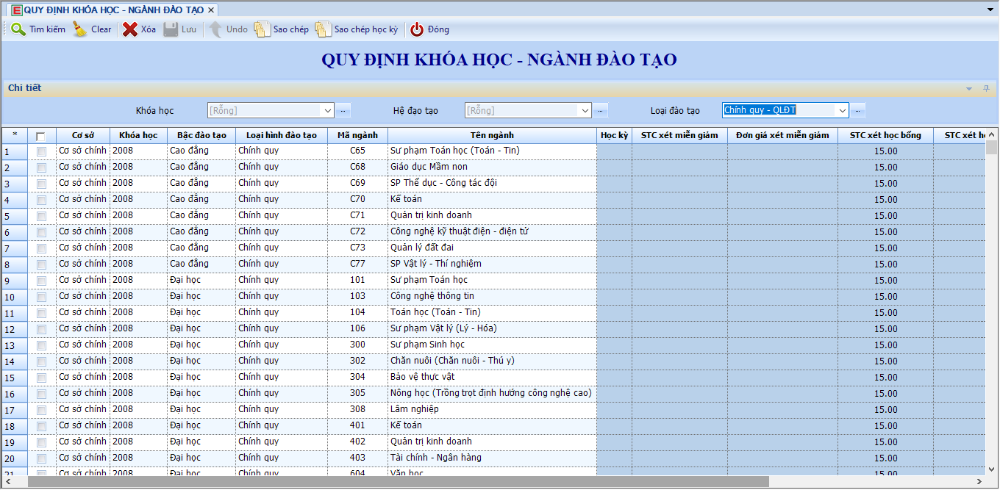 QUY ĐỊNH KHÓA HỌC - NGÀNH ĐÀO TẠO
Tìm kiếm Clear Xóa Lưu Undo Sao chép Sao chép học kỳ Đóng
QUY ĐỊNH KHÓA HỌC - NGÀNH ĐÀO TẠO
Chi tiết
Khóa học [Rỗng] ... Hệ đạo tạo [Rỗng] ... Loại đào tạo Chính quy - QLĐT ...
* Cơ sở Khóa học Bậc đào tạo Loại hình đào tạo Mã ngành Tên ngành Học kỳ STC xét miễn giảm Đơn giá xét miễn giảm STC xét học bổng STC xét
1 Cơ sở chính 2008 Cao đẳng Chính quy C65 Sư phạm Toán học (Toán - Tin) 15.00
2 Cơ sở chính 2008 Cao đẳng Chính quy C68 Giáo dục Mầm non 15.00
3 Cơ sở chính 2008 Cao đẳng Chính quy C69 SP Thể dục - Công tác đội 15.00
4 Cơ sở chính 2008 Cao đẳng Chính quy C70 Kế toán 15.00
5 Cơ sở chính 2008 Cao đẳng Chính quy C71 Quản trị kinh doanh 15.00
6 Cơ sở chính 2008 Cao đẳng Chính quy C72 Công nghệ kỹ thuật điện - điện tử 15.00
7 Cơ sở chính 2008 Cao đẳng Chính quy C73 Quản lý đất đai 15.00
8 Cơ sở chính 2008 Cao đẳng Chính quy C77 SP Vật lý - Thí nghiệm 15.00
9 Cơ sở chính 2008 Đại học Chính quy 101 Sư phạm Toán học 15.00
10 Cơ sở chính 2008 Đại học Chính quy 103 Công nghệ thông tin 15.00
11 Cơ sở chính 2008 Đại học Chính quy 104 Toán học (Toán - Tin) 15.00
12 Cơ sở chính 2008 Đại học Chính quy 106 Sư phạm Vật lý (Lý - Hóa) 15.00
13 Cơ sở chính 2008 Đại học Chính quy 300 Sư phạm Sinh học 15.00
14 Cơ sở chính 2008 Đại học Chính quy 302 Chăn nuôi (Chăn nuôi - Thú y) 15.00
15 Cơ sở chính 2008 Đại học Chính quy 304 Bảo vệ thực vật 15.00
16 Cơ sở chính 2008 Đại học Chính quy 305 Nông học (Trồng trọt định hướng công nghệ cao) 15.00
17 Cơ sở chính 2008 Đại học Chính quy 308 Lâm nghiệp 15.00
18 Cơ sở chính 2008 Đại học Chính quy 401 Kế toán 15.00
19 Cơ sở chính 2008 Đại học Chính quy 402 Quản trị kinh doanh 15.00
20 Cơ sở chính 2008 Đại học Chính quy 403 Tài chính - Ngân hàng 15.00
21 Cơ sở chính 2008 Đại học Chính quy 604 Văn học 15.00